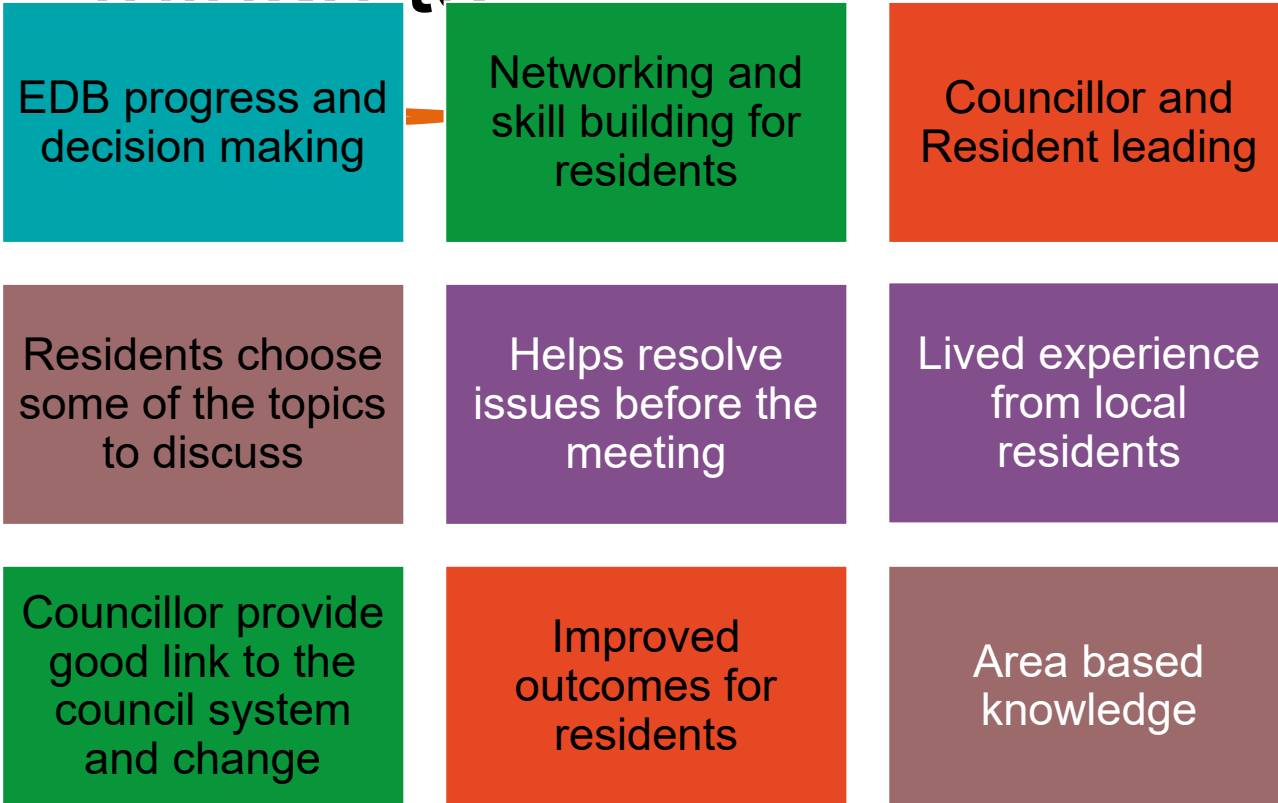 EDB progress and
decision making
Networking and
skill building for
residents
Councillor and
Resident leading
Residents choose
some of the topics
to discuss
Helps resolve
issues before the
meeting
Lived experience
from local
residents
Councillor provide
good link to the
council system
and change
Improved
outcomes for
residents
Area based
knowledge